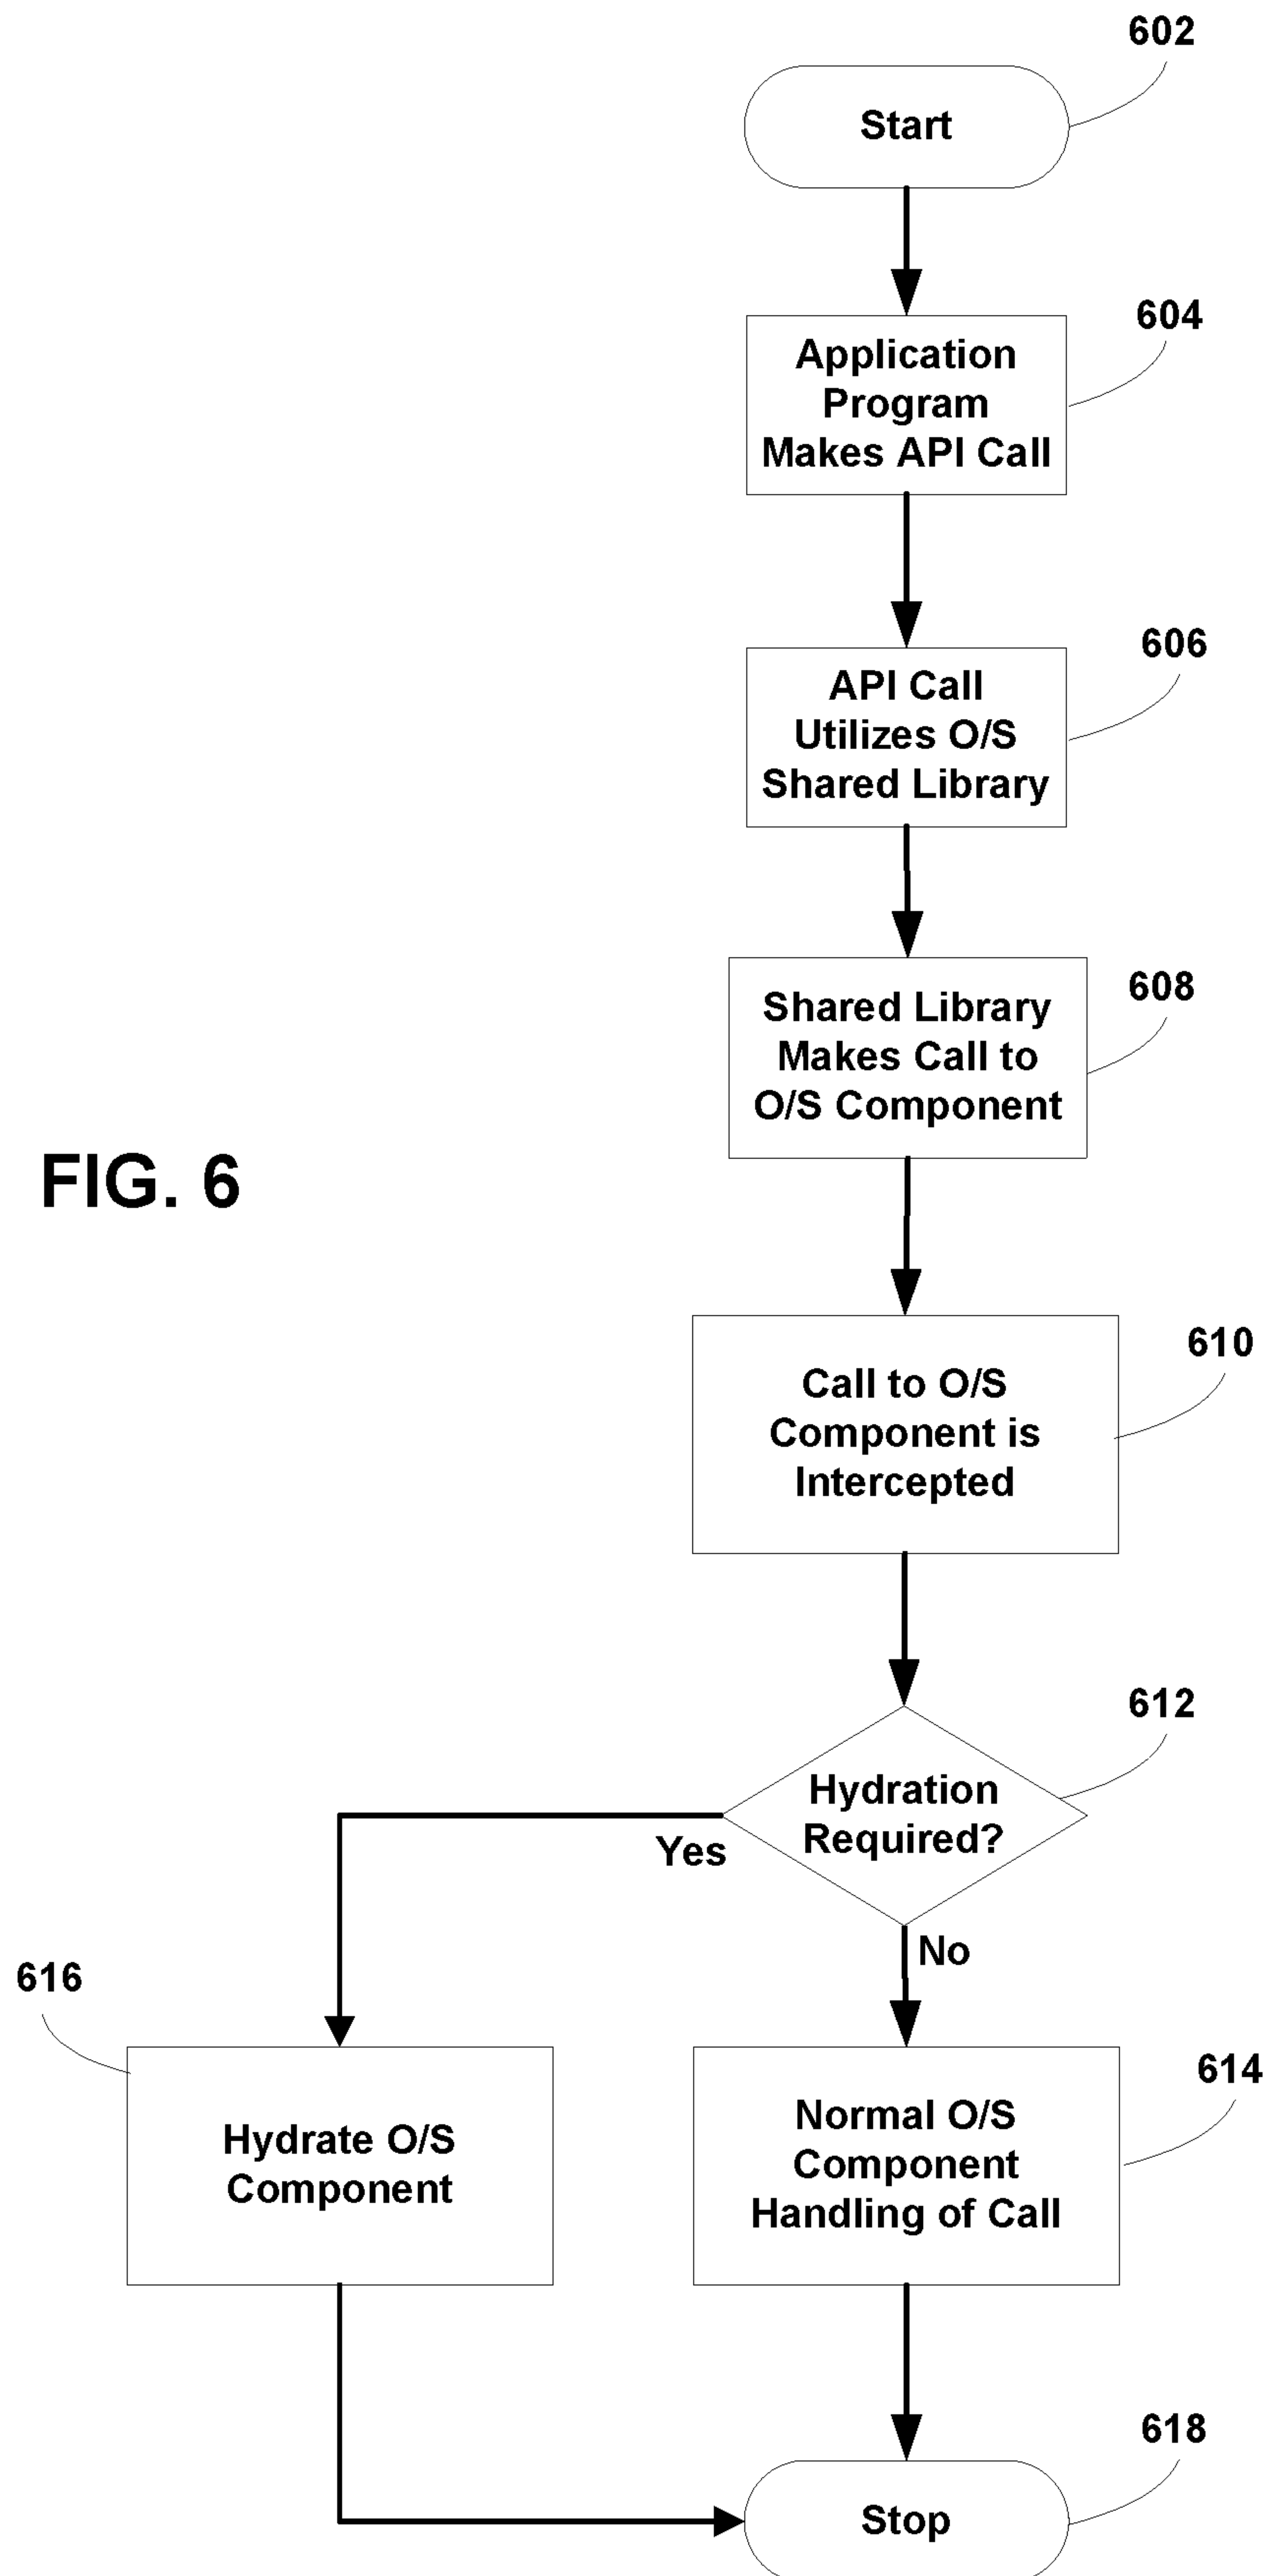 602
Start
604
Application
Program
Makes API Call
606
API Call
Utilizes O/S
Shared Library
608
Shared Library
Makes Call to
O/S Component
FIG. 6
610
Call to O/S
Component is
Intercepted
612
Hydration
Required?
Yes
No
616
Hydrate O/S
Component
614
Normal O/S
Component
Handling of Call
618
Stop